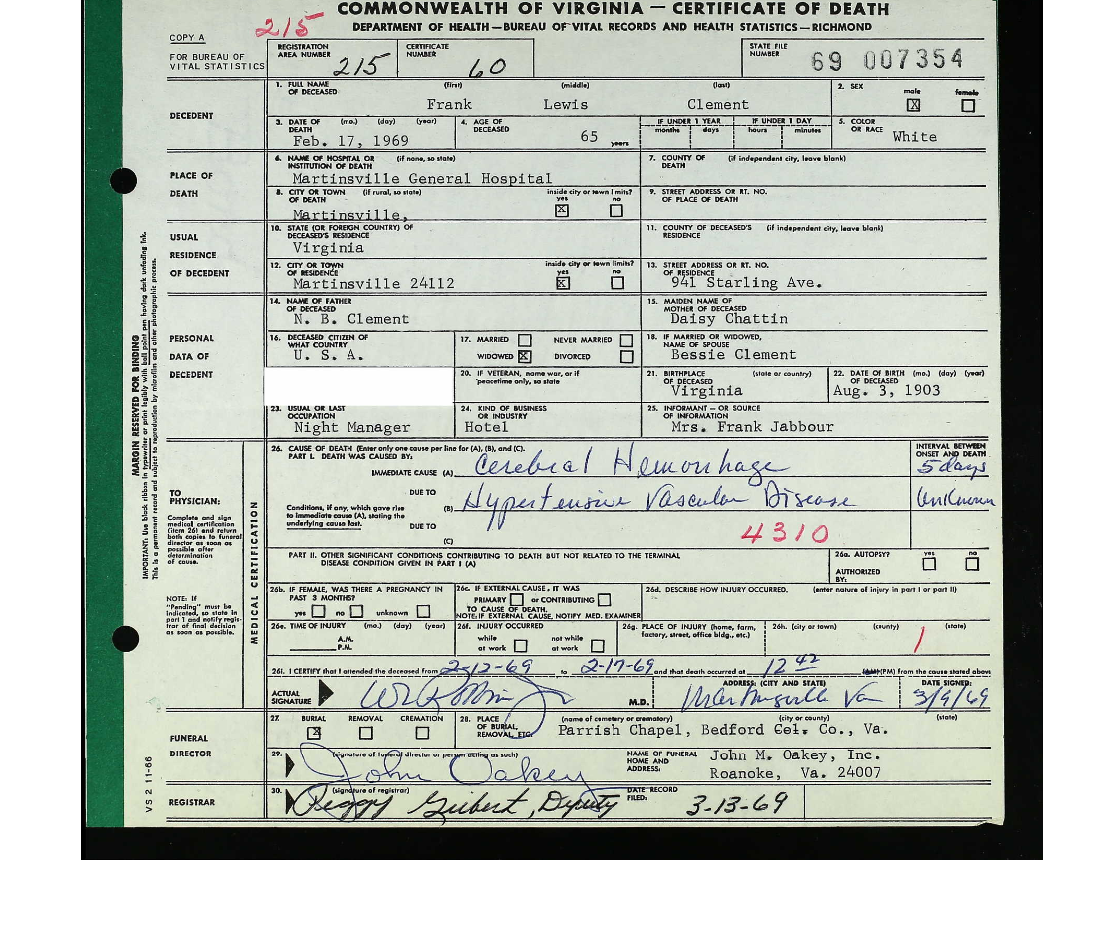 COMMONWEALTH OF VIRGINIA — CERTIFICATE OF DEATH
DEPARTMENT OF HEALTH—BUREAU OF VITAL RECORDS AND HEALTH STATISTICS—RICHMOND
215
COPY A
FOR BUREAU OF VITAL STATISTICS
REGISTRATION AREA NUMBER 215
CERTIFICATE NUMBER 60
STATE FILE NUMBER 69 007354
DECEDENT
1. FULL NAME OF DECEASED (first) (middle) (last)
Frank Lewis Clement
2. SEX male X female
3. DATE OF DEATH (mo.) (day) (year)
Feb. 17, 1969
4. AGE OF DECEASED 65 years
IF UNDER 1 YEAR months days
IF UNDER 1 DAY hours minutes
5. COLOR OR RACE White
PLACE OF DEATH
6. NAME OF HOSPITAL OR INSTITUTION OF DEATH (if none, so state)
Martinsville General Hospital
7. COUNTY OF DEATH (if independent city, leave blank)
8. CITY OR TOWN OF DEATH (if rural, so state) inside city or town limits? yes X no
Martinsville,
9. STREET ADDRESS OR RT. NO. OF PLACE OF DEATH
USUAL RESIDENCE OF DECEDENT
10. STATE (OR FOREIGN COUNTRY) OF DECEASED'S RESIDENCE
Virginia
11. COUNTY OF DECEASED'S RESIDENCE (if independent city, leave blank)
12. CITY OR TOWN OF RESIDENCE inside city or town limits? yes X no
Martinsville 24112
13. STREET ADDRESS OR RT. NO. OF RESIDENCE
941 Starling Ave.
PERSONAL DATA OF DECEDENT
14. NAME OF FATHER OF DECEASED
N. B. Clement
15. MAIDEN NAME OF MOTHER OF DECEASED
Daisy Chattin
16. DECEASED CITIZEN OF WHAT COUNTRY
U. S. A.
17. MARRIED NEVER MARRIED
WIDOWED X DIVORCED
18. IF MARRIED OR WIDOWED, NAME OF SPOUSE
Bessie Clement
20. IF VETERAN, name war, or if peacetime only, so state
21. BIRTHPLACE OF DECEASED (state or country)
Virginia
22. DATE OF BIRTH OF DECEASED (mo.) (day) (year)
Aug. 3, 1903
23. USUAL OR LAST OCCUPATION
Night Manager
24. KIND OF BUSINESS OR INDUSTRY
Hotel
25. INFORMANT — OR SOURCE OF INFORMATION
Mrs. Frank Jabbour
MARGIN RESERVED FOR BINDING
IMPORTANT: Use black ribbon in typewriter or print legibly with ball point pen having dark unfading ink.
This is a permanent record and subject to reproduction by microfilm and other photographic process.
TO PHYSICIAN:
Complete and sign medical certification (item 26) and return both copies to funeral director as soon as possible after determination of cause.
NOTE: IF "Pending" must be indicated, so state in part 1 and notify registrar of final decision as soon as possible.
MEDICAL CERTIFICATION
26. CAUSE OF DEATH (Enter only one cause per line for (A), (B), and (C).
PART I. DEATH WAS CAUSED BY:
INTERVAL BETWEEN ONSET AND DEATH
IMMEDIATE CAUSE (A) Cerebral Hemorrhage 5 days
DUE TO (B) Hypertensive Vascular Disease Unknown
Conditions, if any, which gave rise to immediate cause (A), stating the underlying cause last.
DUE TO (C)
4310
PART II. OTHER SIGNIFICANT CONDITIONS CONTRIBUTING TO DEATH BUT NOT RELATED TO THE TERMINAL DISEASE CONDITION GIVEN IN PART I (A)
26a. AUTOPSY? yes no
AUTHORIZED BY:
26b. IF FEMALE, WAS THERE A PREGNANCY IN PAST 3 MONTHS?
yes no unknown
26c. IF EXTERNAL CAUSE, IT WAS
PRIMARY or CONTRIBUTING
TO CAUSE OF DEATH.
NOTE: IF EXTERNAL CAUSE, NOTIFY MED. EXAMINER
26d. DESCRIBE HOW INJURY OCCURRED. (enter nature of injury in part I or part II)
26e. TIME OF INJURY (mo.) (day) (year)
A.M.
P.M.
26f. INJURY OCCURRED
while at work not while at work
26g. PLACE OF INJURY (home, farm, factory, street, office bldg., etc.)
26h. (city or town) (county) (state)
26i. I CERTIFY that I attended the deceased from 2-12-69 to 2-17-69 and that death occurred at 12 42 (PM) from the cause stated above
ACTUAL SIGNATURE M.D.
ADDRESS: (CITY AND STATE)
Martinsville Va
DATE SIGNED:
3/9/69
FUNERAL DIRECTOR
27. BURIAL X REMOVAL CREMATION
28. PLACE OF BURIAL, REMOVAL, ETC. (name of cemetery or crematory) (city or county) (state)
Parrish Chapel, Bedford Co., Va.
29. (signature of funeral director or person acting as such)
John Oakey
NAME OF FUNERAL HOME AND ADDRESS:
John M. Oakey, Inc.
Roanoke, Va. 24007
REGISTRAR
30. (signature of registrar)
Peggy Gilbert, Deputy
DATE RECORD FILED: 3-13-69
VS 2 11-66